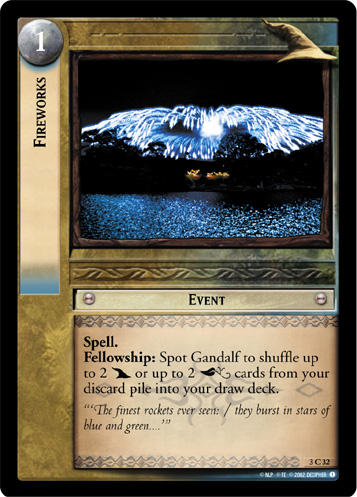 1
FIREWORKS
EVENT
Spell.
Fellowship: Spot Gandalf to shuffle up
to 2 or up to 2 cards from your
discard pile into your draw deck.
"‘The finest rockets ever seen: / they burst in stars of
blue and green....’"
3 C 32
© NLP ® TE © 2002 DECIPHER